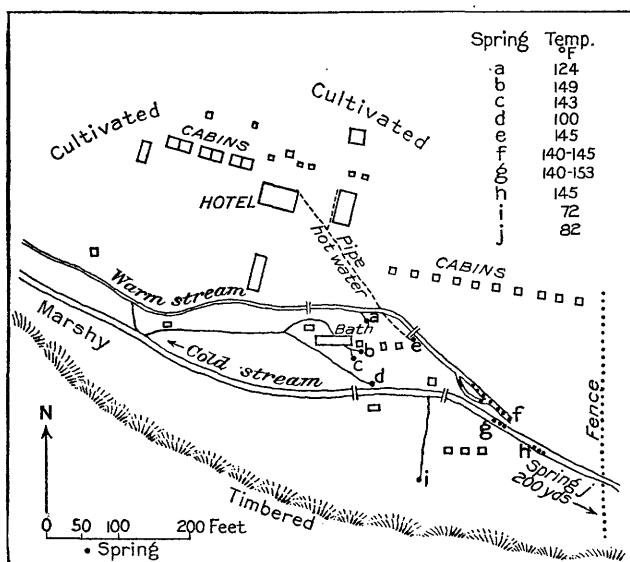 Spring Temp.
°F
a 124
b 149
c 143
d 100
e 145
f 140-145
g 140-153
h 145
i 72
j 82
Cultivated
Cultivated
CABINS
HOTEL
Pipe
hot water
CABINS
Warm stream
Marshy
Cold stream
Bath
a
b
c
d
e
f
g
h
i
Fence
Spring j
200 yds
Timbered
N
0 50 100 200 Feet
• Spring